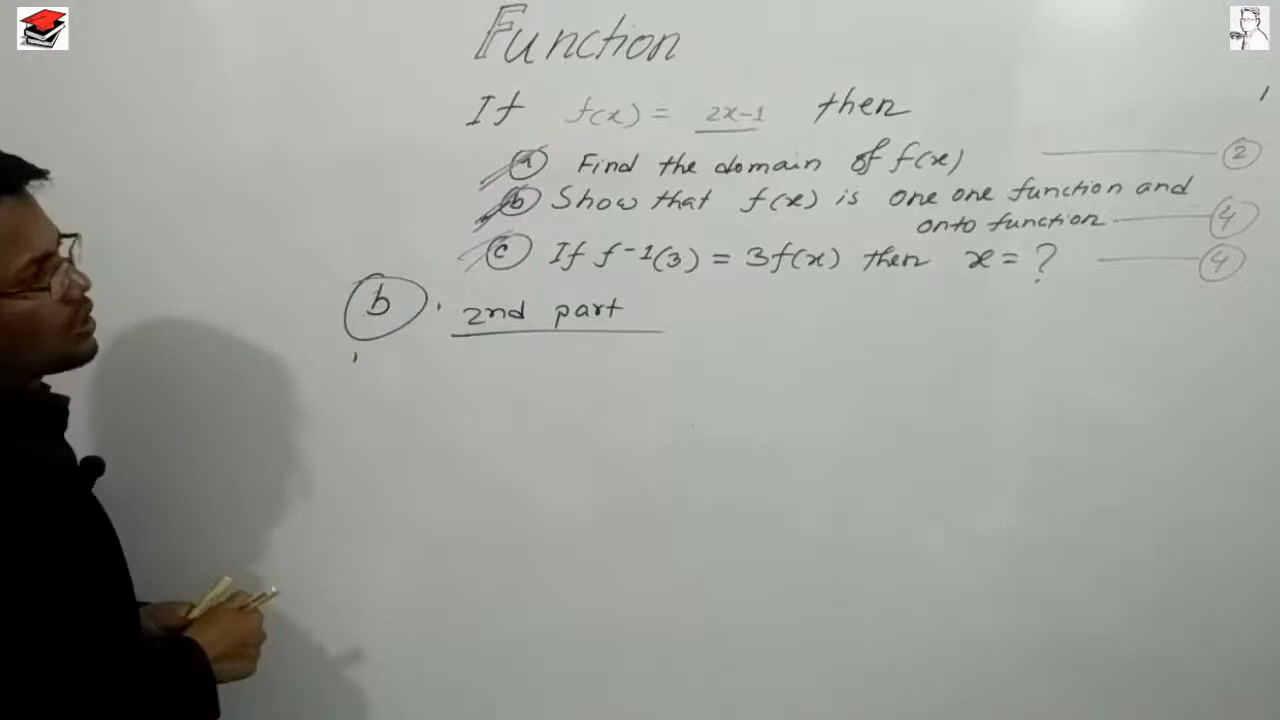 Function
If f(x) = 2x-1 then
(a) Find the domain of f(x) (2)
(b) Show that f(x) is one one function and
onto function (4)
(c) If f-1(3) = 3f(x) then x = ? (4)
(b) 2nd part